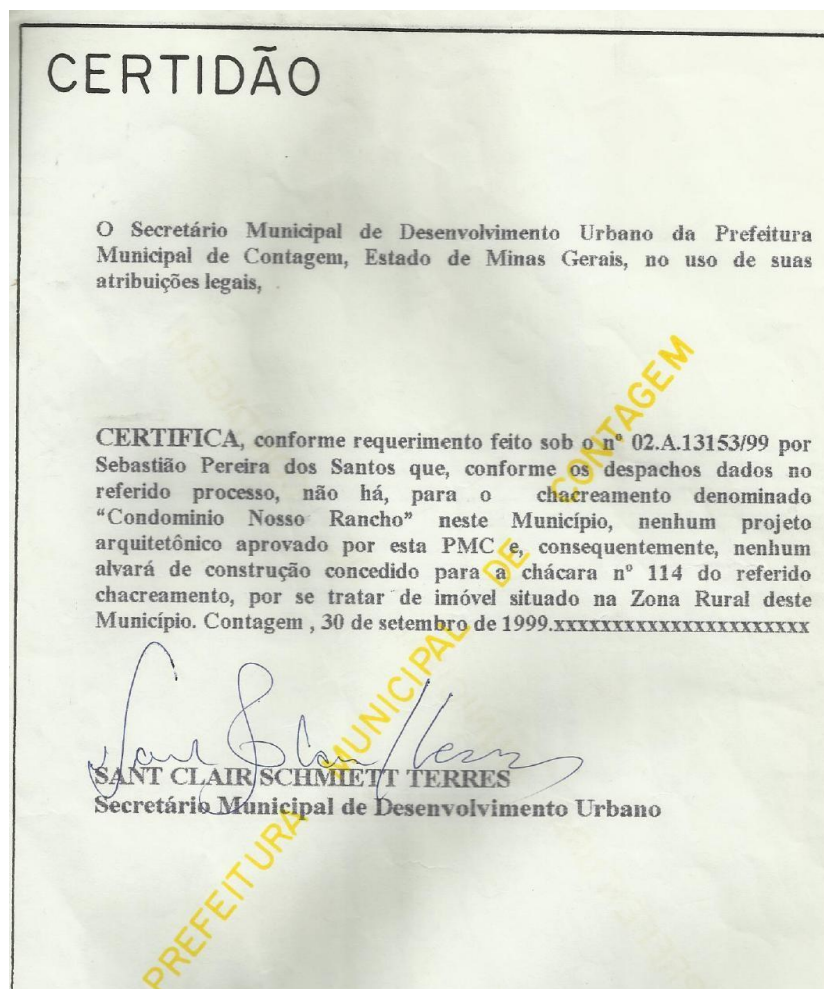 CERTIDÃO
O Secretário Municipal de Desenvolvimento Urbano da Prefeitura
Municipal de Contagem, Estado de Minas Gerais, no uso de suas
atribuições legais,
CERTIFICA, conforme requerimento feito sob o nº 02.A.13153/99 por
Sebastião Pereira dos Santos que, conforme os despachos dados no
referido processo, não há, para o chacreamento denominado
“Condominio Nosso Rancho” neste Município, nenhum projeto
arquitetônico aprovado por esta PMC e, consequentemente, nenhum
alvará de construção concedido para a chácara nº 114 do referido
chacreamento, por se tratar de imóvel situado na Zona Rural deste
Município. Contagem , 30 de setembro de 1999.xxxxxxxxxxxxxxxxxxxxxx
SANT CLAIR SCHMIETT TERRES
Secretário Municipal de Desenvolvimento Urbano
PREFEITURA MUNICIPAL DE CONTAGEM